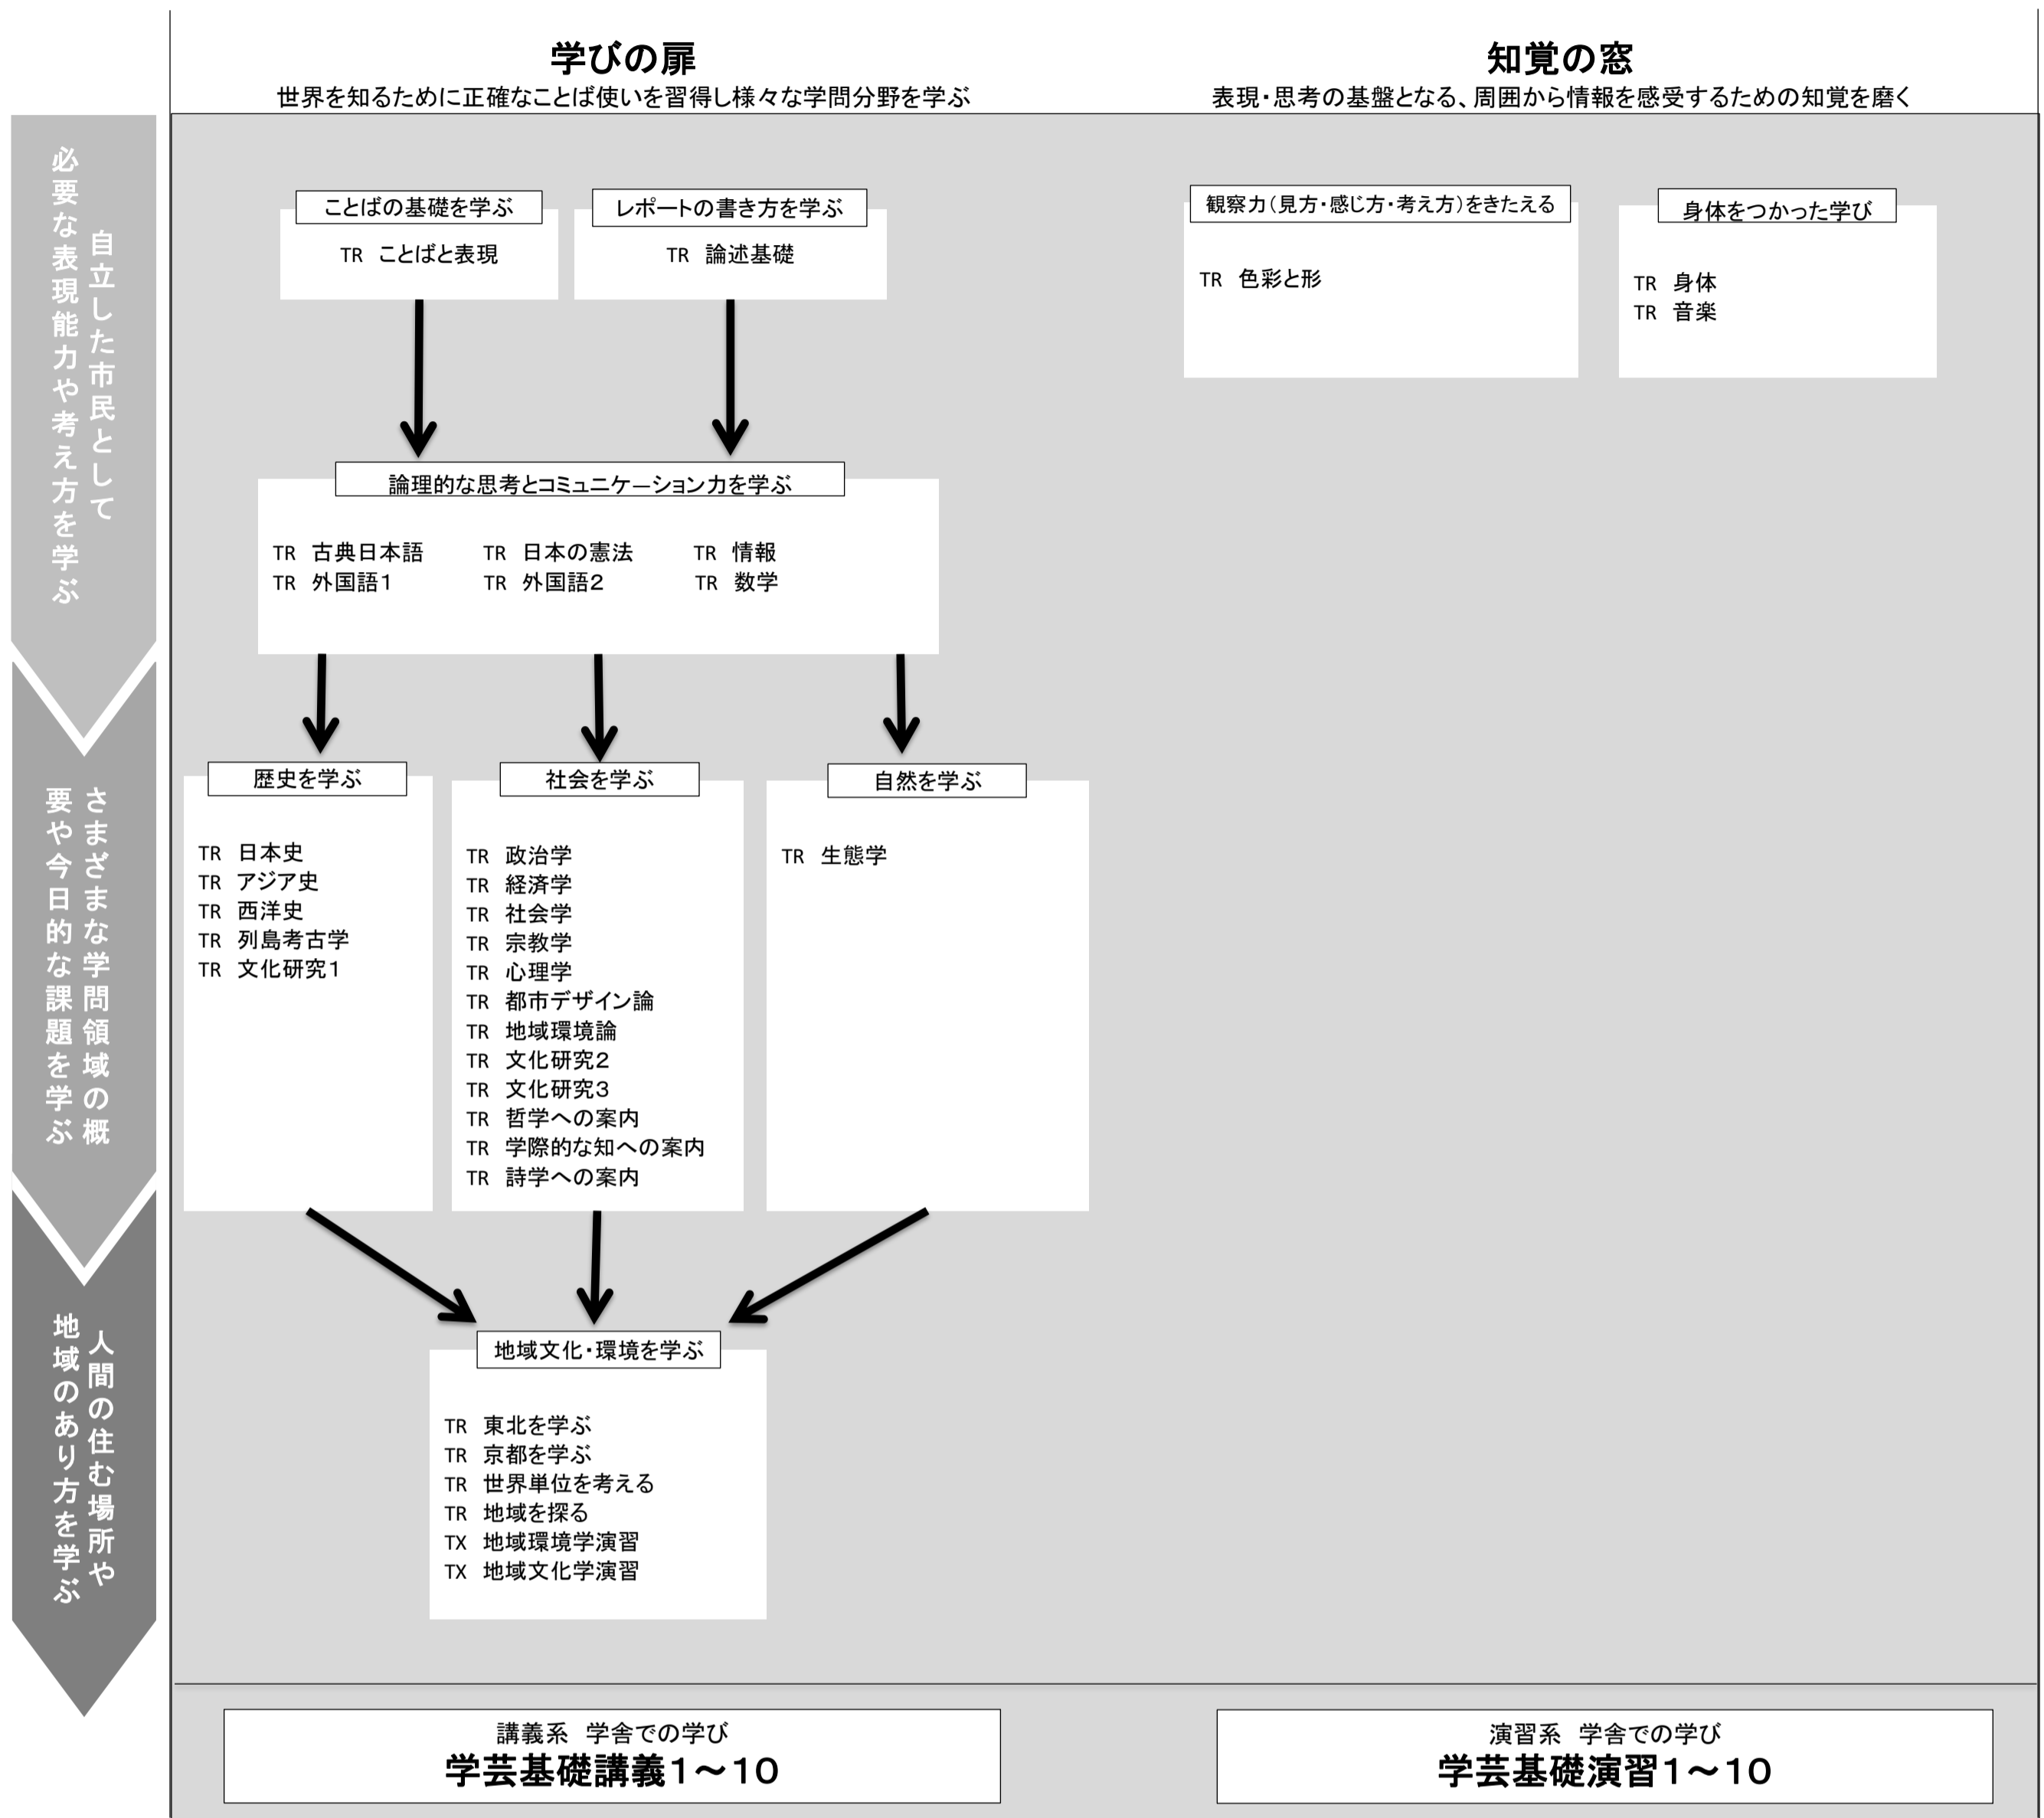 学びの扉
世界を知るために正確なことば使いを習得し様々な学問分野を学ぶ
知覚の窓
表現・思考の基盤となる、周囲から情報を感受するための知覚を磨く
自立した市民として
必要な表現能力や考え方を学ぶ
さまざまな学問領域の概
要や今日的な課題を学ぶ
人間の住む場所や
地域のあり方を学ぶ
ことばの基礎を学ぶ
TR ことばと表現
レポートの書き方を学ぶ
TR 論述基礎
論理的な思考とコミュニケーション力を学ぶ
TR 古典日本語 TR 日本の憲法 TR 情報
TR 外国語1 TR 外国語2 TR 数学
歴史を学ぶ
TR 日本史
TR アジア史
TR 西洋史
TR 列島考古学
TR 文化研究1
社会を学ぶ
TR 政治学
TR 経済学
TR 社会学
TR 宗教学
TR 心理学
TR 都市デザイン論
TR 地域環境論
TR 文化研究2
TR 文化研究3
TR 哲学への案内
TR 学際的な知への案内
TR 詩学への案内
自然を学ぶ
TR 生態学
地域文化・環境を学ぶ
TR 東北を学ぶ
TR 京都を学ぶ
TR 世界単位を考える
TR 地域を探る
TX 地域環境学演習
TX 地域文化学演習
観察力（見方・感じ方・考え方）をきたえる
TR 色彩と形
身体をつかった学び
TR 身体
TR 音楽
講義系 学舎での学び
学芸基礎講義1～10
演習系 学舎での学び
学芸基礎演習1～10